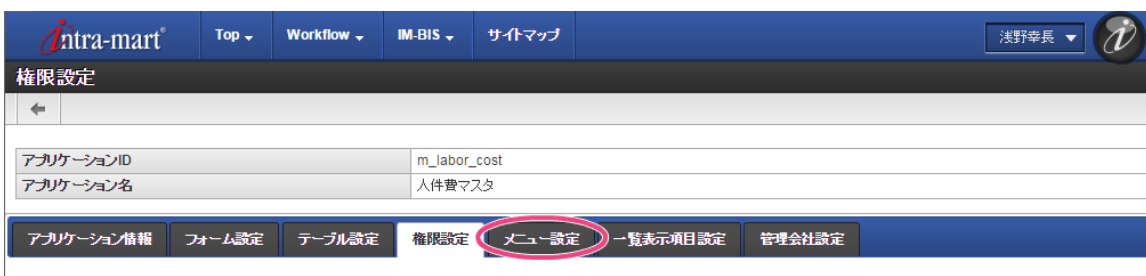 intra-mart® Top Workflow IM-BIS サイトマップ 浅野幸長
権限設定
アプリケーションID m_labor_cost
アプリケーション名 人件費マスタ
アプリケーション情報 フォーム設定 テーブル設定 権限設定 メニュー設定 一覧表示項目設定 管理会社設定